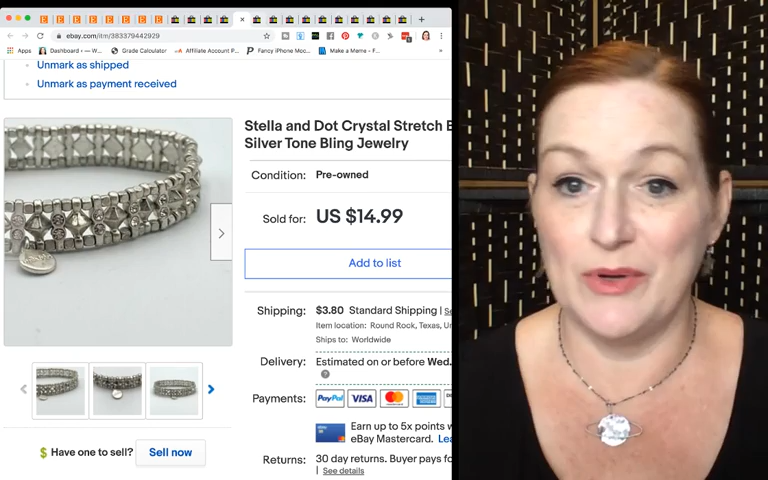 ebay.com/itm/383379442929
Apps Dashboard ‹ — W... Grade Calculator Affiliate Account P... Fancy iPhone Moc... Make a Meme - F...
Unmark as shipped
Unmark as payment received
Stella and Dot Crystal Stretch B
Silver Tone Bling Jewelry
Condition: Pre-owned
Sold for: US $14.99
Add to list
Shipping: $3.80 Standard Shipping | Se
Item location: Round Rock, Texas, Un
Ships to: Worldwide
Delivery: Estimated on or before Wed.
Payments: PayPal VISA
Earn up to 5x points w
eBay Mastercard. Lea
💲 Have one to sell? Sell now
Returns: 30 day returns. Buyer pays fo
| See details